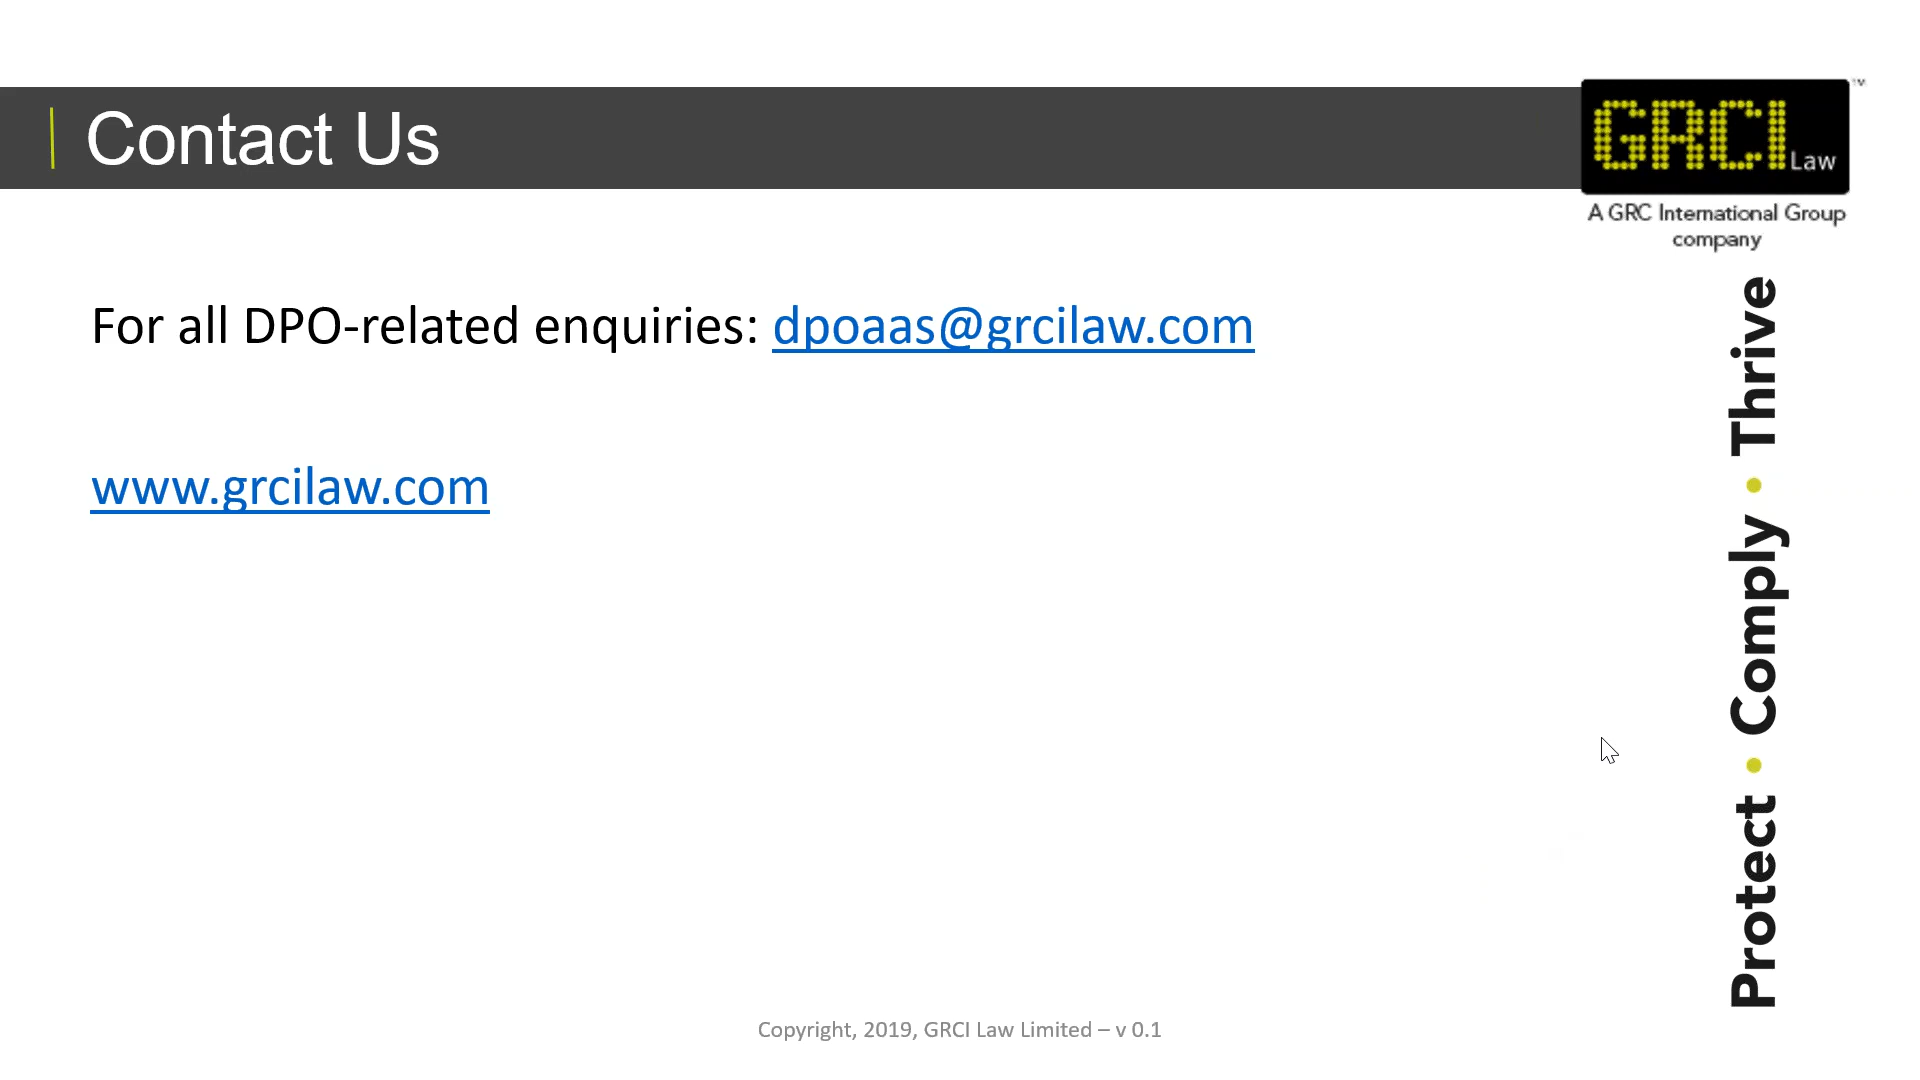 Contact Us
GRCI Law
TM
A GRC International Group
company
For all DPO-related enquiries: dpoaas@grcilaw.com
www.grcilaw.com
Protect • Comply • Thrive
Copyright, 2019, GRCI Law Limited – v 0.1